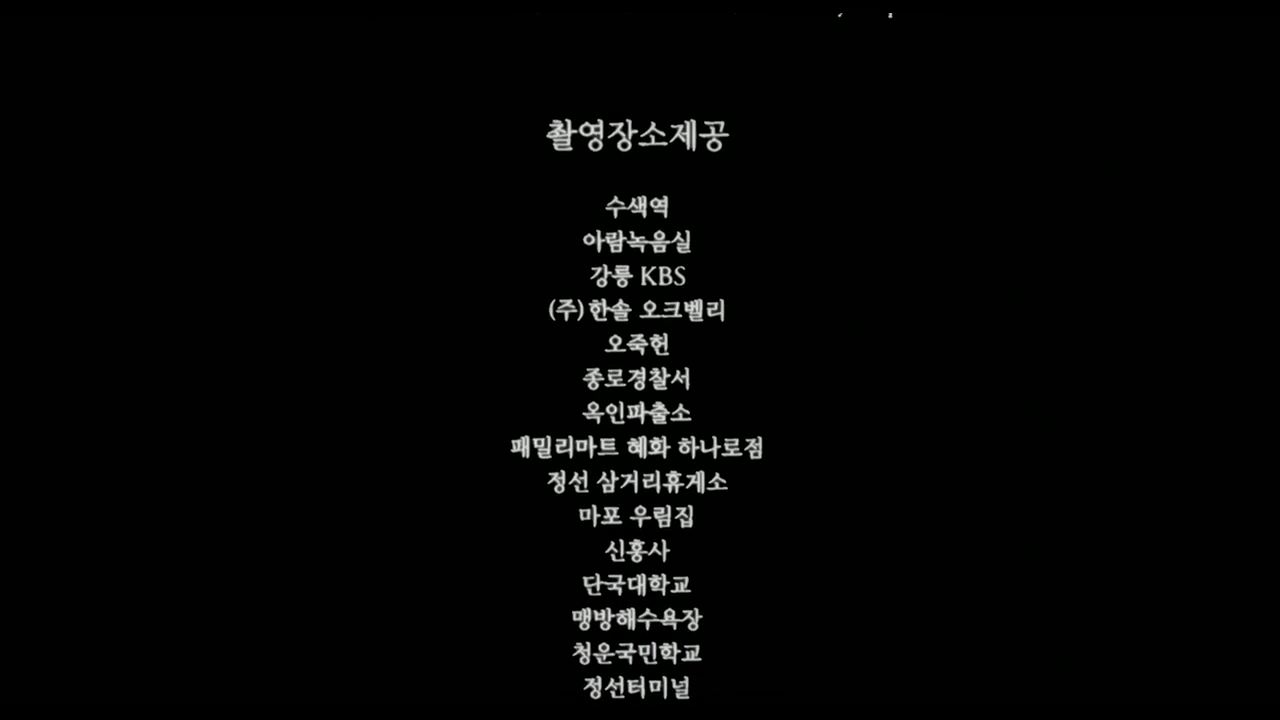 촬영장소제공
수색역
아람녹음실
강릉 KBS
(주)한솔 오크벨리
오죽헌
종로경찰서
옥인파출소
패밀리마트 혜화 하나로점
정선 삼거리휴게소
마포 우림집
신흥사
단국대학교
맹방해수욕장
청운국민학교
정선터미널